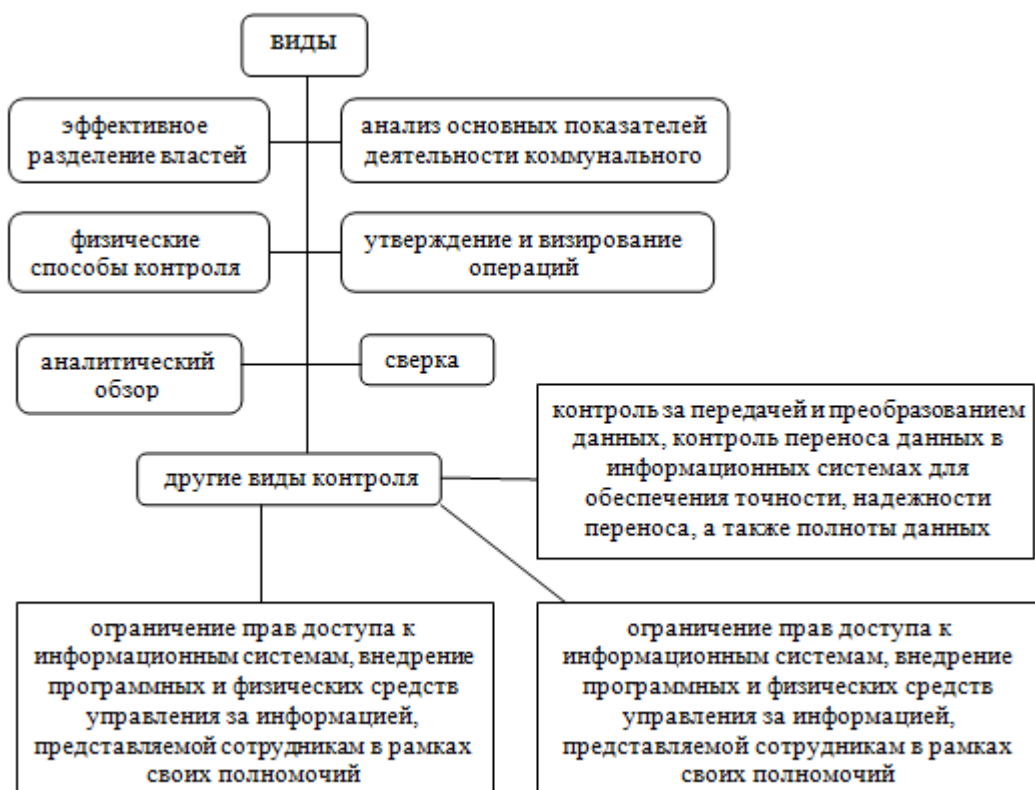 виды
эффективное
разделение властей
анализ основных показателей
деятельности коммунального
физические
способы контроля
утверждение и визирование
операций
аналитический
обзор
сверка
контроль за передачей и преобразованием
данных, контроль переноса данных в
информационных системах для
обеспечения точности, надежности
переноса, а также полноты данных
другие виды контроля
ограничение прав доступа к
информационным системам, внедрение
программных и физических средств
управления за информацией,
представляемой сотрудникам в рамках
своих полномочий
ограничение прав доступа к
информационным системам, внедрение
программных и физических средств
управления за информацией,
представляемой сотрудникам в рамках
своих полномочий